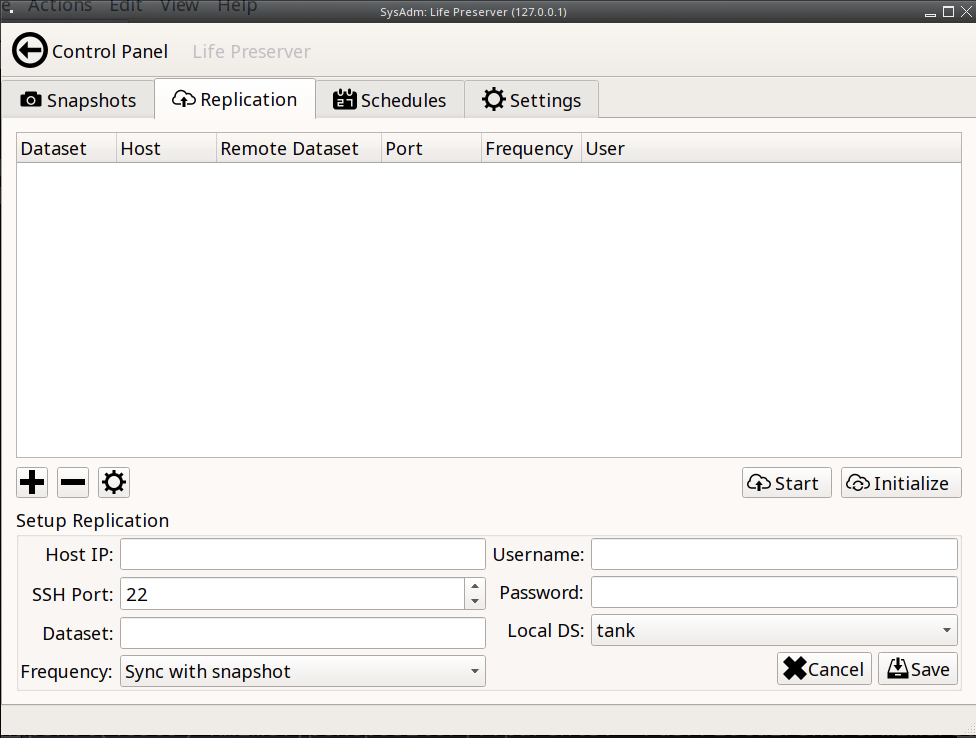 Actions Edit View Help
SysAdm: Life Preserver (127.0.0.1)
Control Panel Life Preserver
Snapshots Replication Schedules Settings
Dataset Host Remote Dataset Port Frequency User
Start Initialize
Setup Replication
Host IP: Username:
SSH Port: 22 Password:
Dataset: Local DS: tank
Frequency: Sync with snapshot Cancel Save